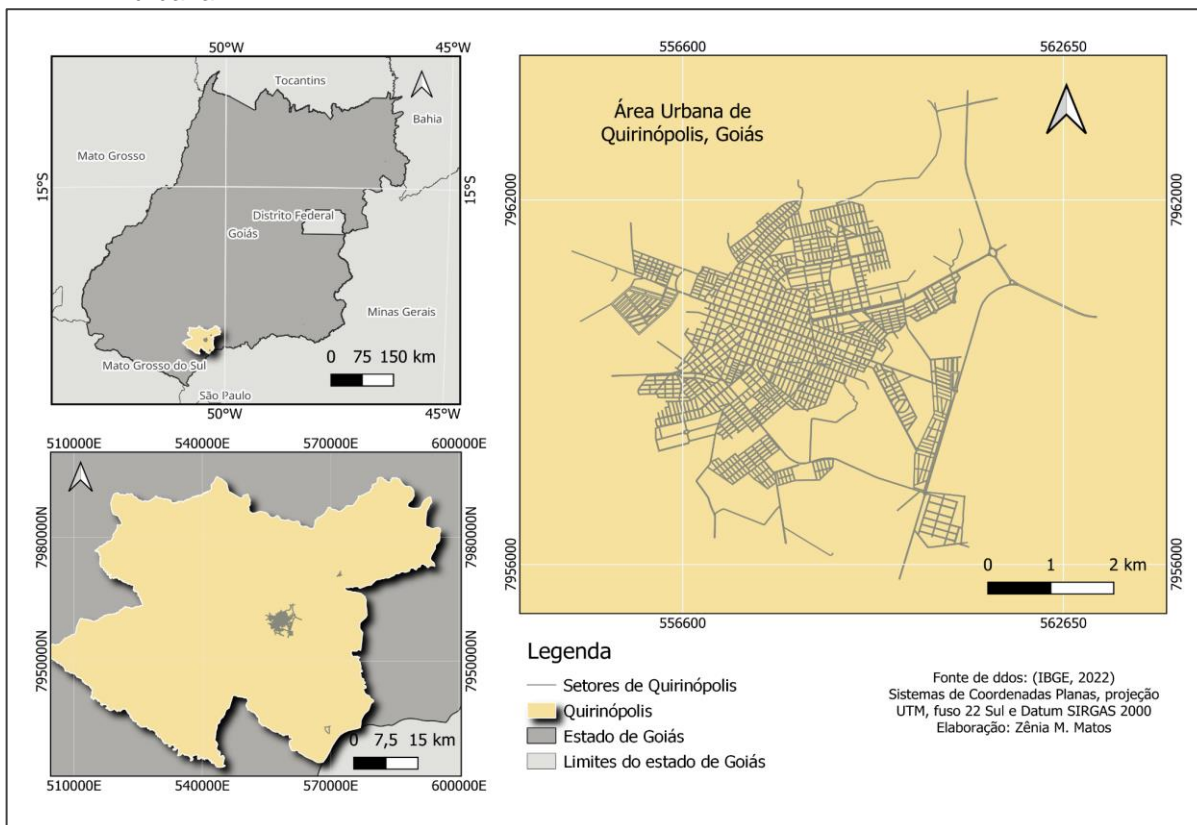 50°W
45°W
Tocantins
Bahia
Mato Grosso
15°S
15°S
Distrito Federal
Goiás
Minas Gerais
Mato Grosso do Sul
0 75 150 km
São Paulo
50°W
45°W
510000E
540000E
570000E
600000E
7980000N
7980000N
7950000N
7950000N
0 7,5 15 km
510000E
540000E
570000E
600000E
556600
562650
Área Urbana de
Quirinópolis, Goiás
7962000
7962000
7956000
7956000
0 1 2 km
556600
562650
Legenda
Setores de Quirinópolis
Quirinópolis
Estado de Goiás
Limites do estado de Goiás
Fonte de ddos: (IBGE, 2022)
Sistemas de Coordenadas Planas, projeção
UTM, fuso 22 Sul e Datum SIRGAS 2000
Elaboração: Zênia M. Matos